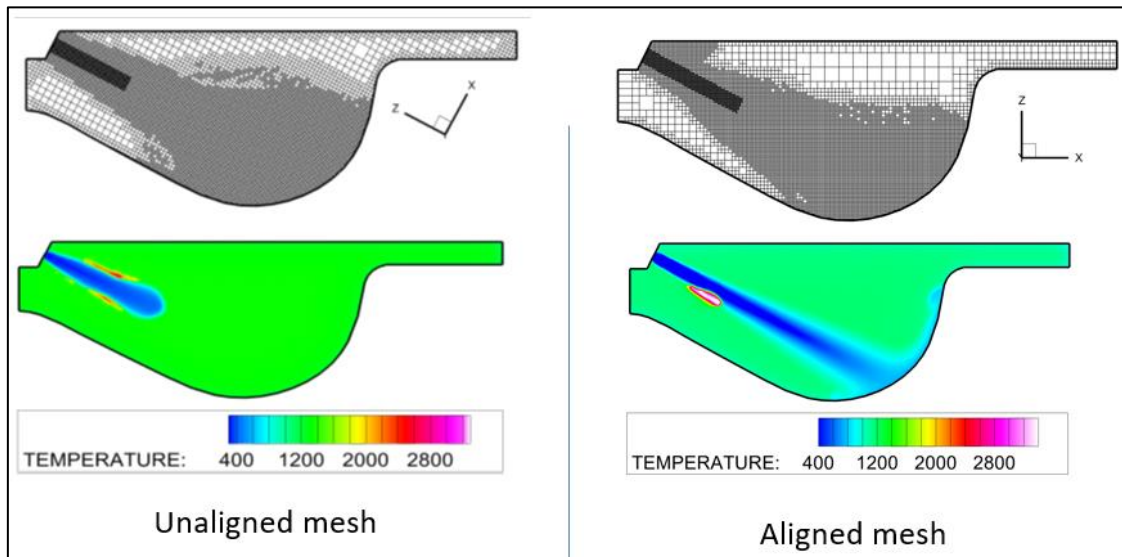 x
z
z
x
TEMPERATURE: 400 1200 2000 2800
TEMPERATURE: 400 1200 2000 2800
Unaligned mesh
Aligned mesh